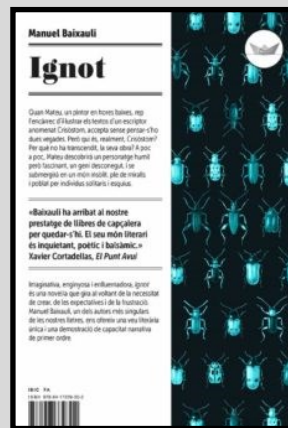 Manuel Baixauli
Ignot
Quan Mateu, un pintor en hores baixes, rep
l'encàrrec d'il·lustrar els textos d'un escriptor
anomenat Crisòstom, accepta sense pensar-s'ho
dues vegades. Però qui és, realment, Crisòstom?
Per què no ha transcendit, la seva obra? A poc
a poc, Mateu descobrirà un personatge humil
però fascinant, un geni desconegut, i se
submergirà en un món insòlit, ple de miralls
i poblat per individus solitaris i esquius.
«Baixauli ha arribat al nostre
prestatge de llibres de capçalera
per quedar-s'hi. El seu món literari
és inquietant, poètic i balsàmic.»
Xavier Cortadellas, El Punt Avui
Imaginativa, enginyosa i enlluernadora, Ignot
és una novel·la que gira al voltant de la necessitat
de crear, de les expectatives i de la frustració.
Manuel Baixauli, un dels autors més singulars
de les nostres lletres, ens ofereix una veu literària
única i una demostració de capacitat narrativa
de primer ordre.
IBIC FA